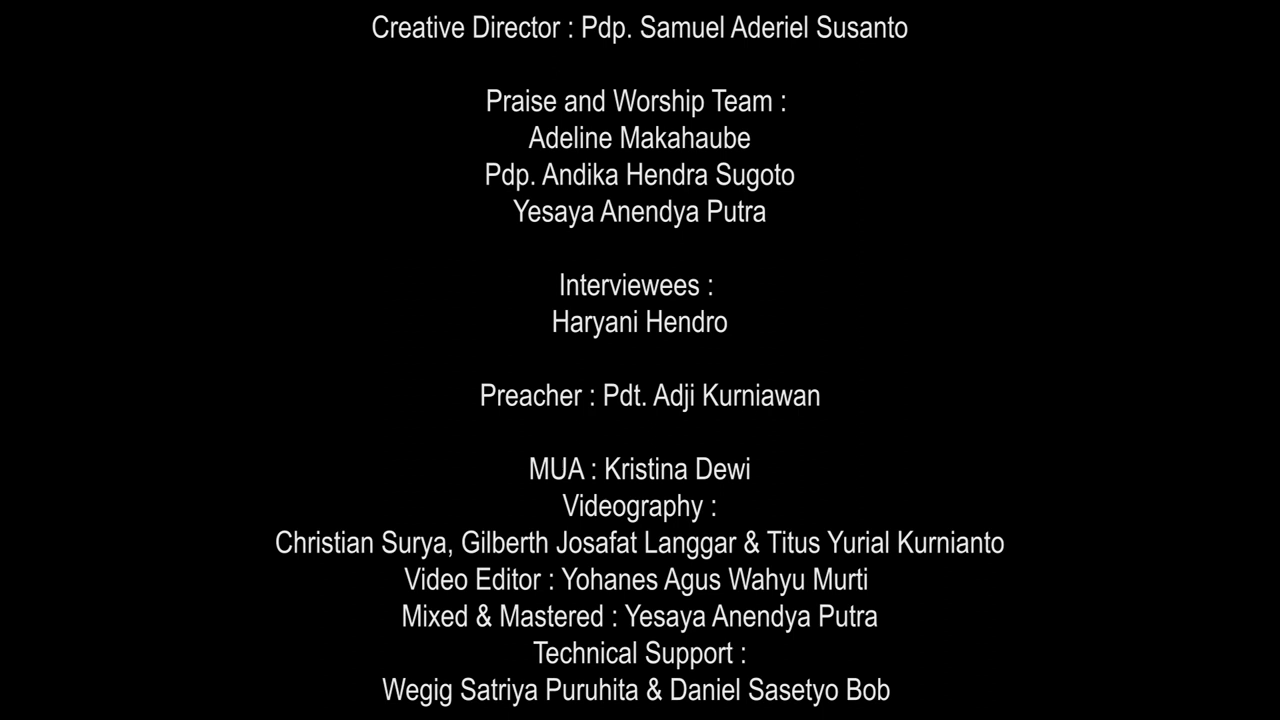 Creative Director : Pdp. Samuel Aderiel Susanto
Praise and Worship Team :
Adeline Makahaube
Pdp. Andika Hendra Sugoto
Yesaya Anendya Putra
Interviewees :
Haryani Hendro
Preacher : Pdt. Adji Kurniawan
MUA : Kristina Dewi
Videography :
Christian Surya, Gilberth Josafat Langgar & Titus Yurial Kurnianto
Video Editor : Yohanes Agus Wahyu Murti
Mixed & Mastered : Yesaya Anendya Putra
Technical Support :
Wegig Satriya Puruhita & Daniel Sasetyo Bob